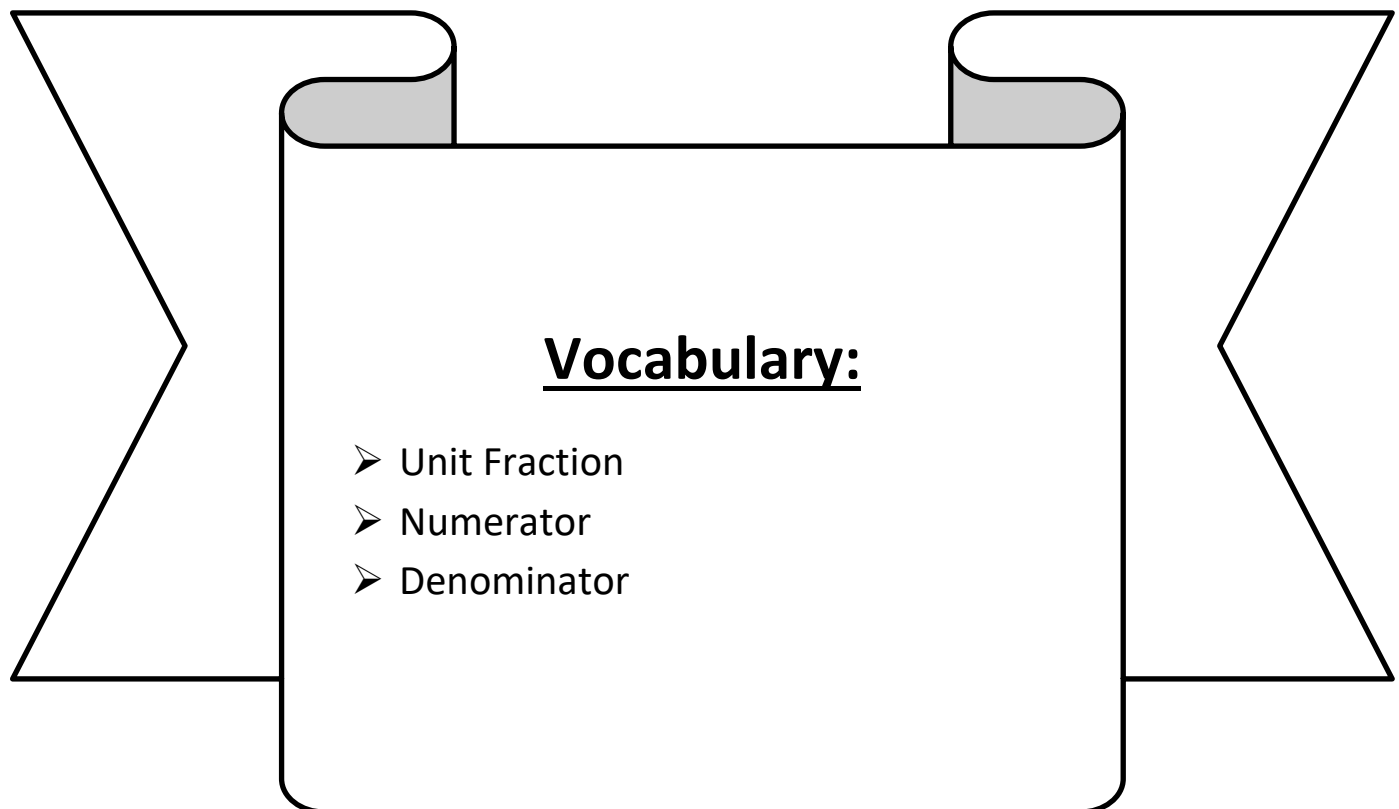 Vocabulary:
➢ Unit Fraction
➢ Numerator
➢ Denominator